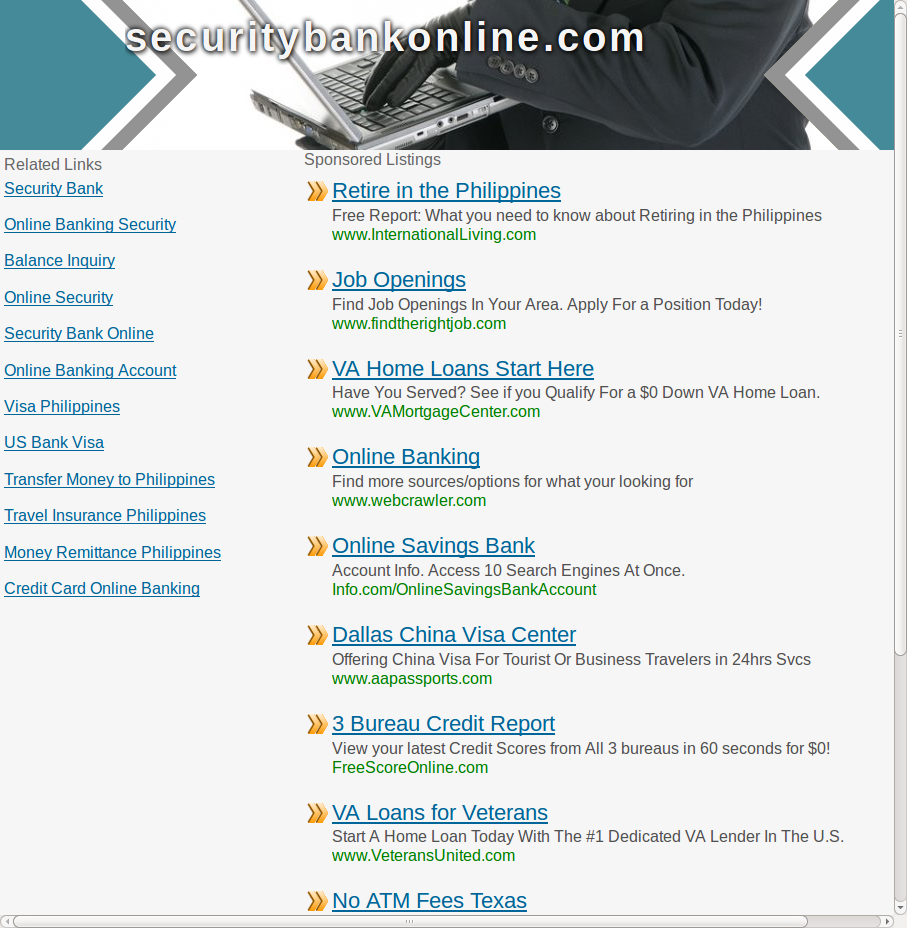 securitybankonline.com
Related Links
Security Bank
Online Banking Security
Balance Inquiry
Online Security
Security Bank Online
Online Banking Account
Visa Philippines
US Bank Visa
Transfer Money to Philippines
Travel Insurance Philippines
Money Remittance Philippines
Credit Card Online Banking
Sponsored Listings
Retire in the Philippines
Free Report: What you need to know about Retiring in the Philippines
www.InternationalLiving.com
Job Openings
Find Job Openings In Your Area. Apply For a Position Today!
www.findtherightjob.com
VA Home Loans Start Here
Have You Served? See if you Qualify For a $0 Down VA Home Loan.
www.VAMortgageCenter.com
Online Banking
Find more sources/options for what your looking for
www.webcrawler.com
Online Savings Bank
Account Info. Access 10 Search Engines At Once.
Info.com/OnlineSavingsBankAccount
Dallas China Visa Center
Offering China Visa For Tourist Or Business Travelers in 24hrs Svcs
www.aapassports.com
3 Bureau Credit Report
View your latest Credit Scores from All 3 bureaus in 60 seconds for $0!
FreeScoreOnline.com
VA Loans for Veterans
Start A Home Loan Today With The #1 Dedicated VA Lender In The U.S.
www.VeteransUnited.com
No ATM Fees Texas